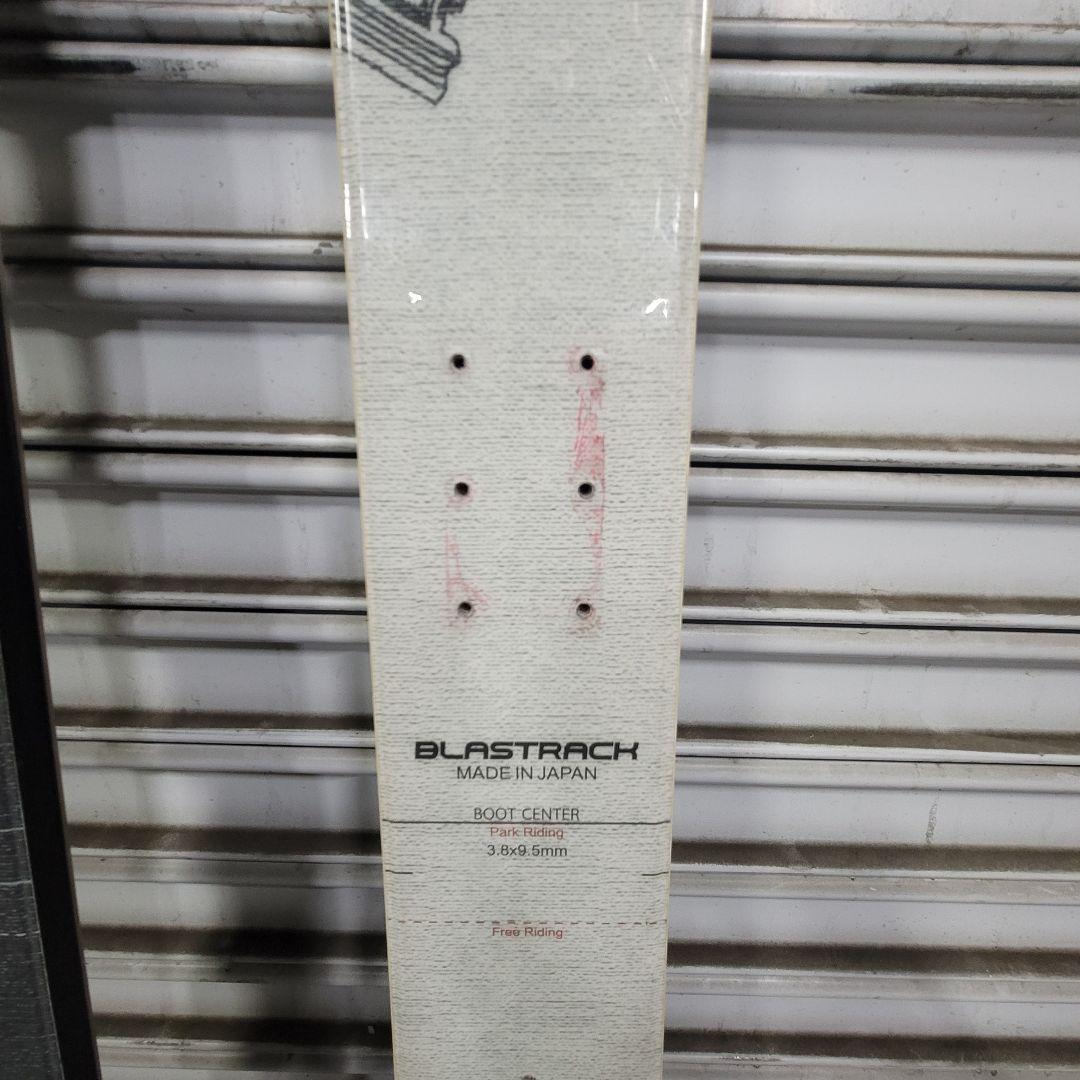 BLASTRACK
MADE IN JAPAN
BOOT CENTER
Park Riding
3.8x9.5mm
Free Riding